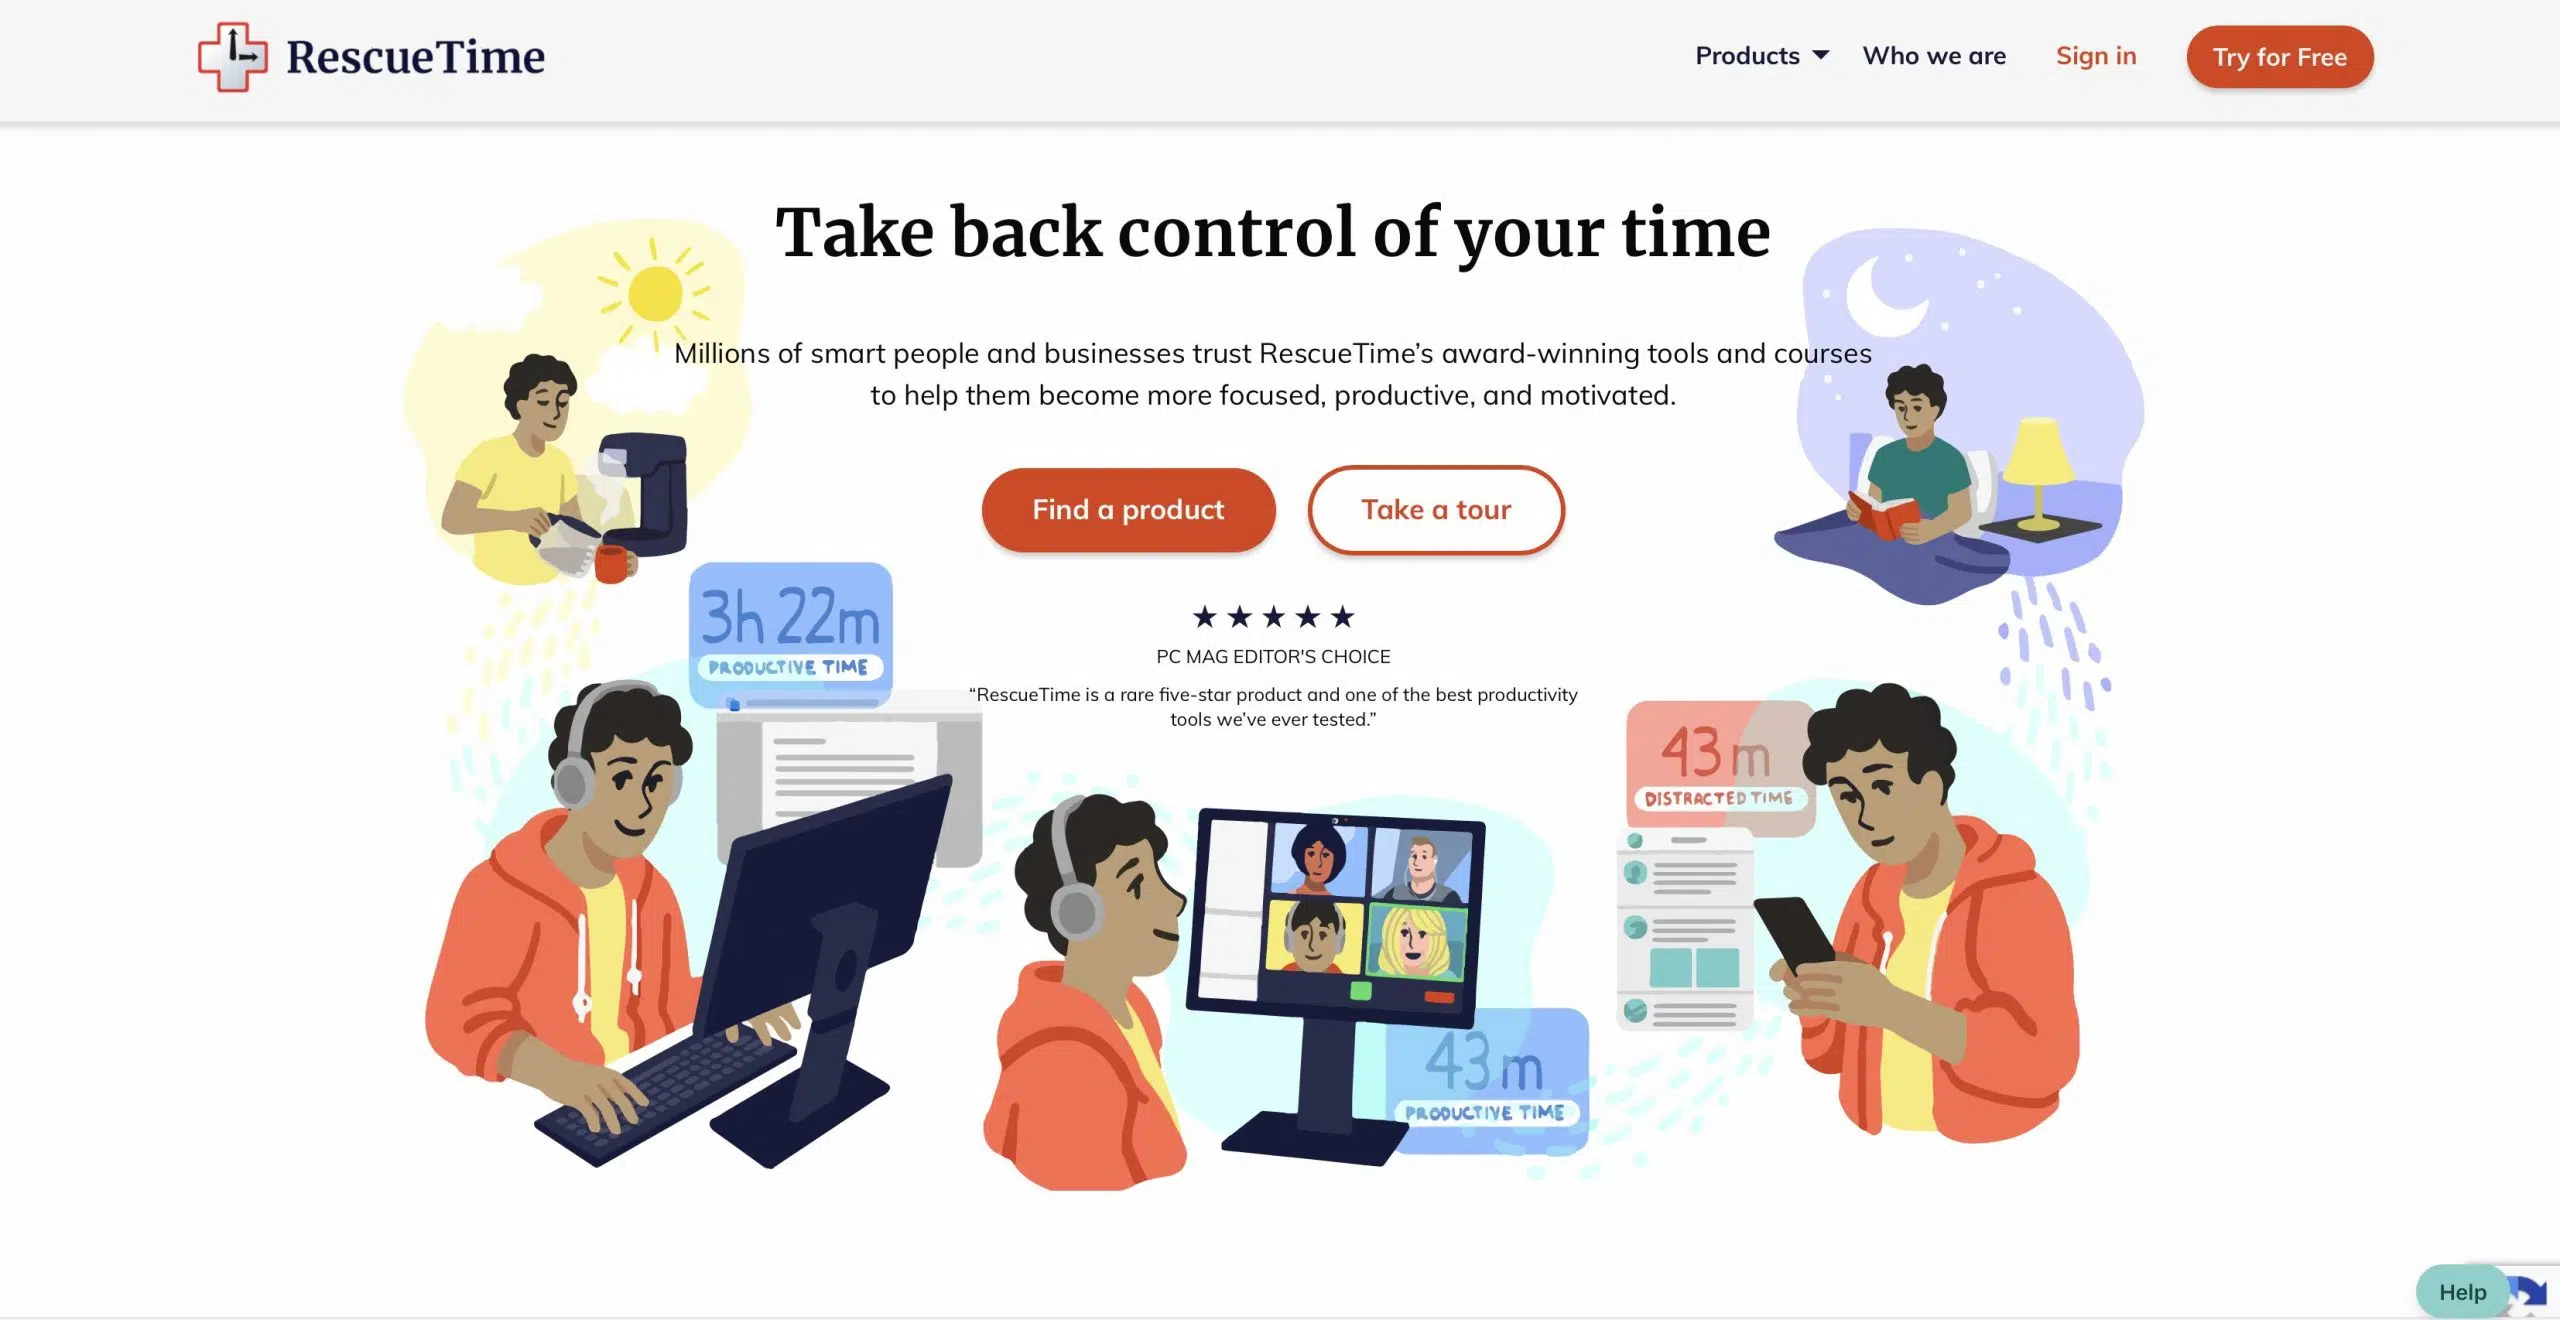 RescueTime
Products
Who we are
Sign in
Try for Free
Take back control of your time
Millions of smart people and businesses trust RescueTime’s award-winning tools and courses
to help them become more focused, productive, and motivated.
Find a product
Take a tour
★ ★ ★ ★ ★
PC MAG EDITOR'S CHOICE
“RescueTime is a rare five-star product and one of the best productivity
tools we’ve ever tested.”
3h 22m
PRODUCTIVE TIME
43m
DISTRACTED TIME
43m
PRODUCTIVE TIME
Help